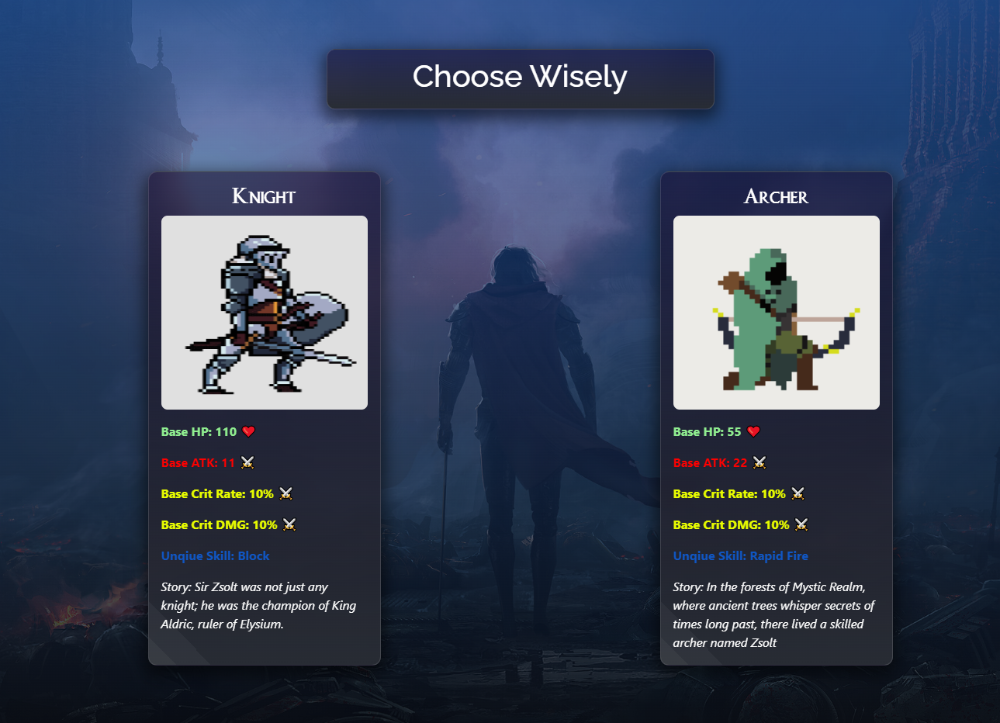 Choose Wisely
Knight
Base HP: 110 ❤️
Base ATK: 11 ⚔️
Base Crit Rate: 10% ⚔️
Base Crit DMG: 10% ⚔️
Unqiue Skill: Block
Story: Sir Zsolt was not just any
knight; he was the champion of King
Aldric, ruler of Elysium.
Archer
Base HP: 55 ❤️
Base ATK: 22 ⚔️
Base Crit Rate: 10% ⚔️
Base Crit DMG: 10% ⚔️
Unqiue Skill: Rapid Fire
Story: In the forests of Mystic Realm,
where ancient trees whisper secrets of
times long past, there lived a skilled
archer named Zsolt